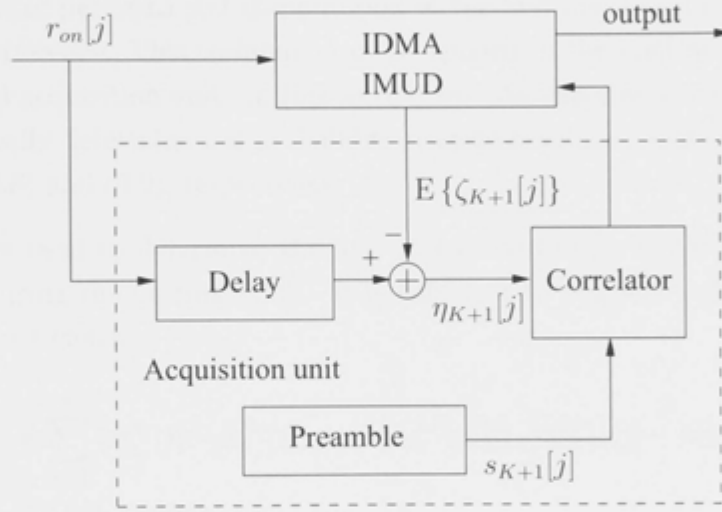 r_{on}[j]
output
IDMA
IMUD
E {ζ_{K+1}[j]}
−
+
Delay
Correlator
η_{K+1}[j]
Acquisition unit
Preamble
s_{K+1}[j]